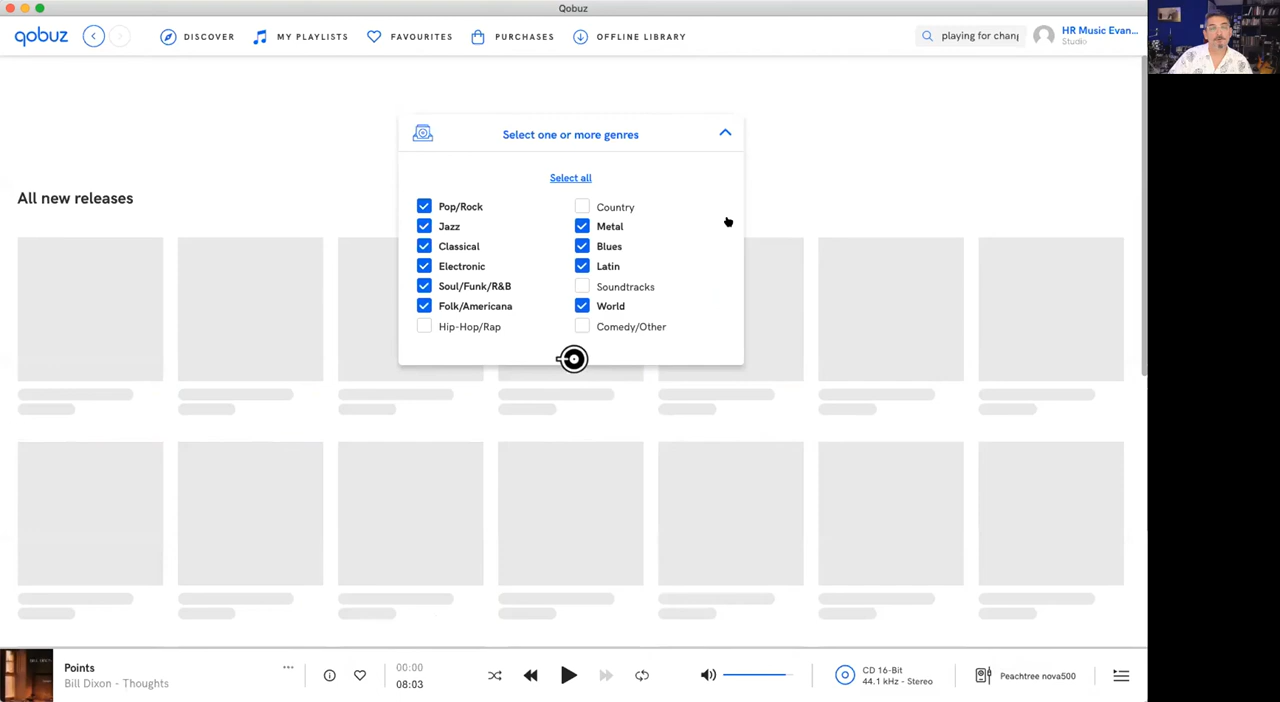 Qobuz
qobuz
DISCOVER
MY PLAYLISTS
FAVOURITES
PURCHASES
OFFLINE LIBRARY
playing for chang
HR Music Evan...
Studio
Select one or more genres
Select all
All new releases
Pop/Rock
Country
Jazz
Metal
Classical
Blues
Electronic
Latin
Soul/Funk/R&B
Soundtracks
Folk/Americana
World
Hip-Hop/Rap
Comedy/Other
Points
Bill Dixon - Thoughts
00:00
08:03
CD 16-Bit
44.1 kHz - Stereo
Peachtree nova500